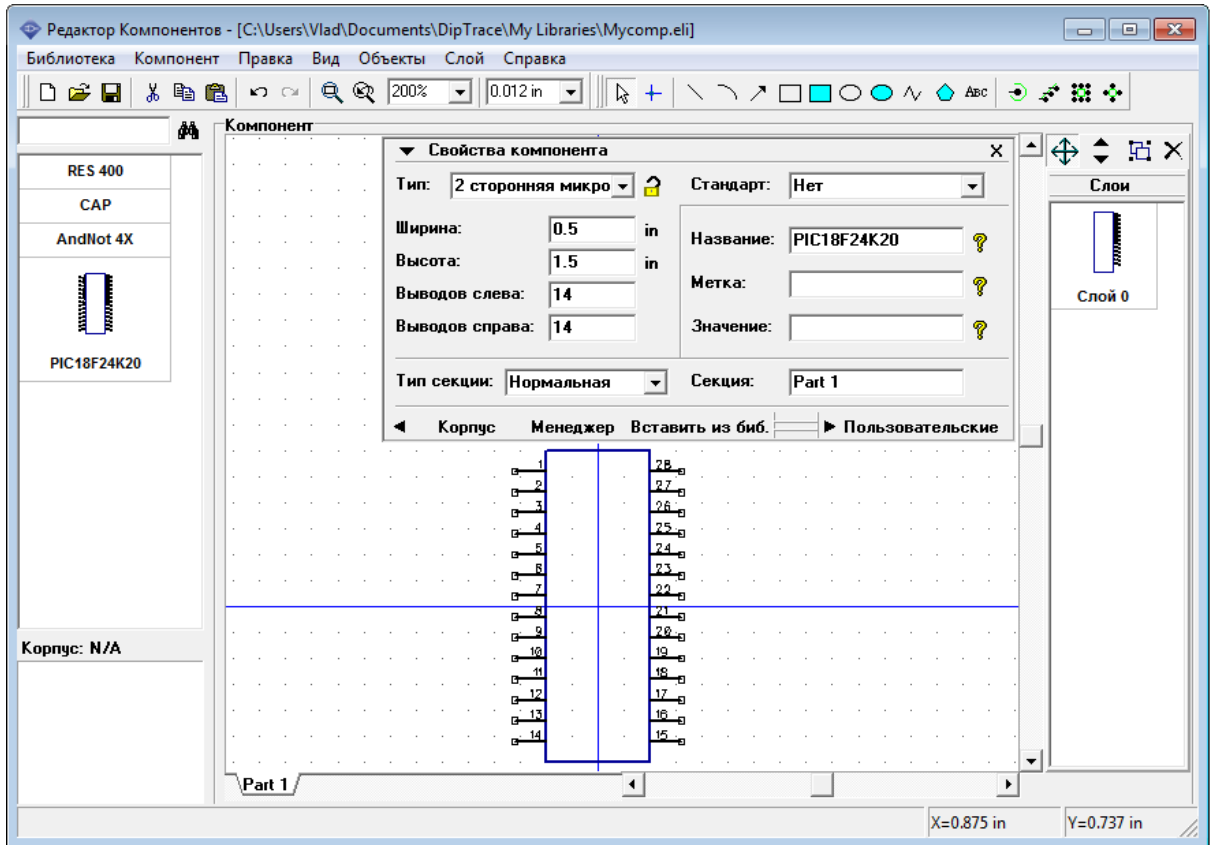 Редактор Компонентов - [C:\Users\Vlad\Documents\DipTrace\My Libraries\Mycomp.eli]
Библиотека Компонент Правка Вид Объекты Слой Справка
200% 0.012 in ABC
Компонент
RES 400
CAP
AndNot 4X
PIC18F24K20
Корпус: N/A
Свойства компонента X
Тип: 2 сторонняя микро Стандарт: Нет
Ширина: 0.5 in
Высота: 1.5 in
Выводов слева: 14
Выводов справа: 14
Название: PIC18F24K20 ?
Метка: ?
Значение: ?
Тип секции: Нормальная Секция: Part 1
Корпус Менеджер Вставить из биб. Пользовательские
1 28
2 27
3 26
4 25
5 24
6 23
7 22
8 21
9 20
10 19
11 18
12 17
13 16
14 15
Part 1
Слои
Слой 0
X=0.875 in Y=0.737 in